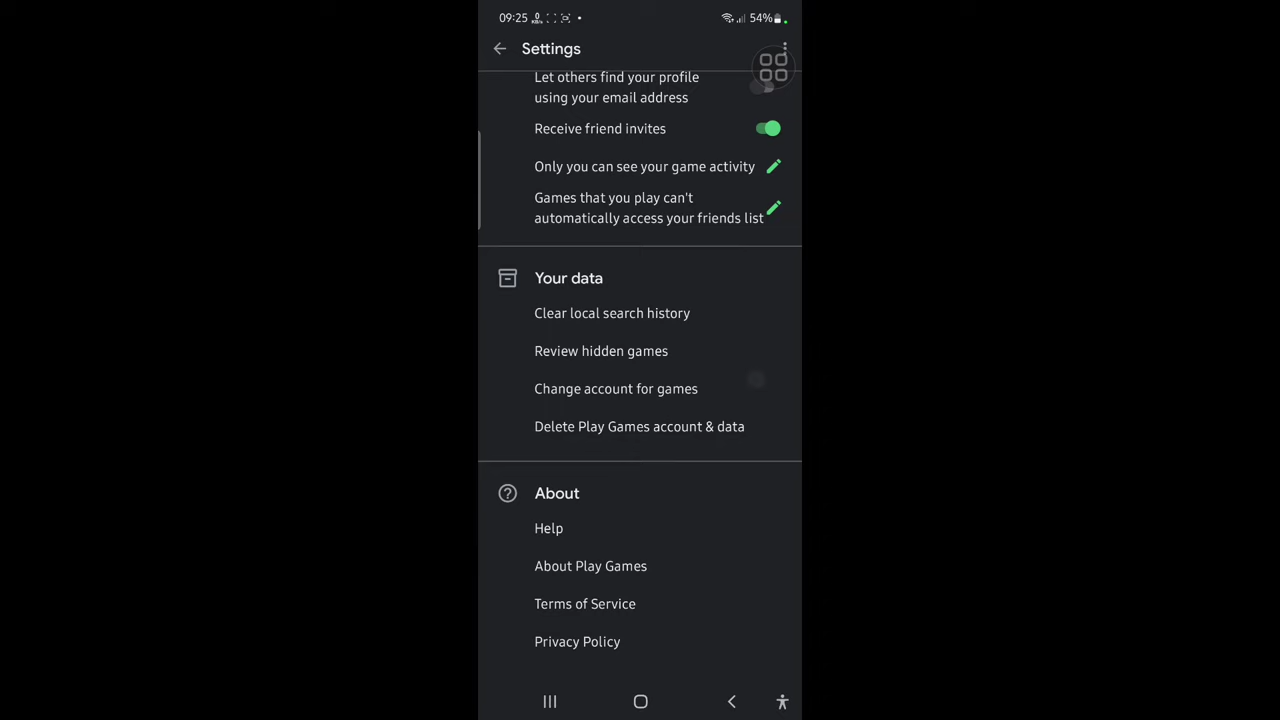 09:25 54%
Settings
Let others find your profile
using your email address
Receive friend invites
Only you can see your game activity
Games that you play can't
automatically access your friends list
Your data
Clear local search history
Review hidden games
Change account for games
Delete Play Games account & data
About
Help
About Play Games
Terms of Service
Privacy Policy